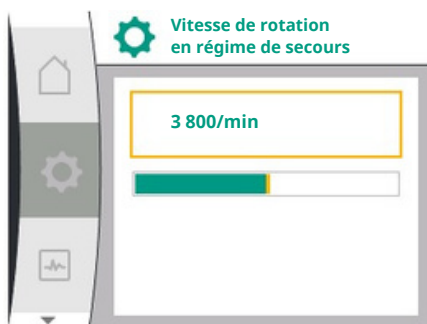 Vitesse de rotation
en régime de secours
3 800/min